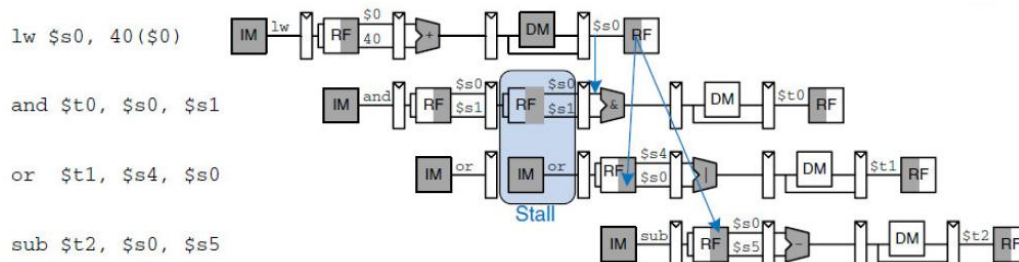 lw $s0, 40($0)
IM lw RF $0 40 + DM $s0 RF
and $t0, $s0, $s1
IM and RF $s0 $s1 RF $s0 $s1 & DM $t0 RF
or $t1, $s4, $s0
IM or IM or RF $s4 $s0 | DM $t1 RF
Stall
sub $t2, $s0, $s5
IM sub RF $s0 $s5 - DM $t2 RF